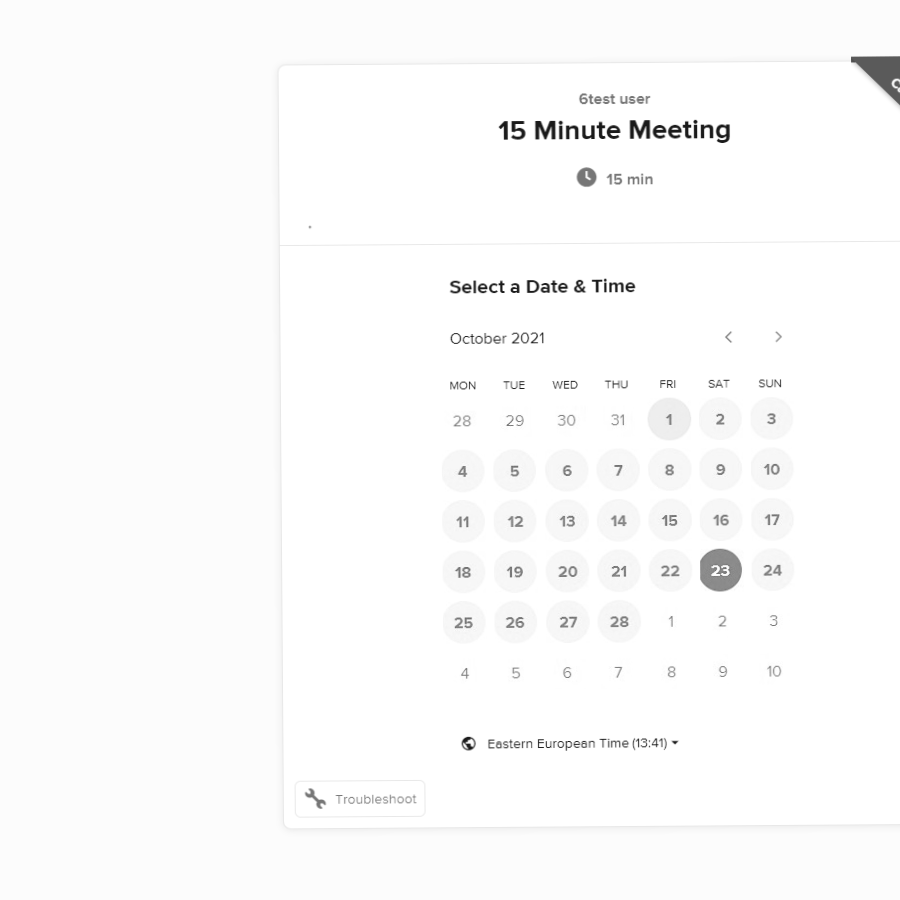 6test user
15 Minute Meeting
15 min
Select a Date & Time
October 2021
MON TUE WED THU FRI SAT SUN
28 29 30 31 1 2 3
4 5 6 7 8 9 10
11 12 13 14 15 16 17
18 19 20 21 22 23 24
25 26 27 28 1 2 3
4 5 6 7 8 9 10
Eastern European Time (13:41)
Troubleshoot